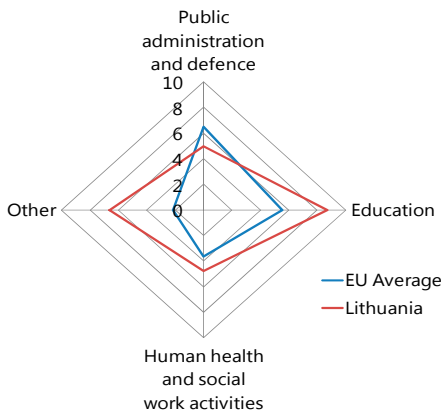 Public
administration
and defence
10
8
6
4
2
0
Other
Education
EU Average
Lithuania
Human health
and social
work activities